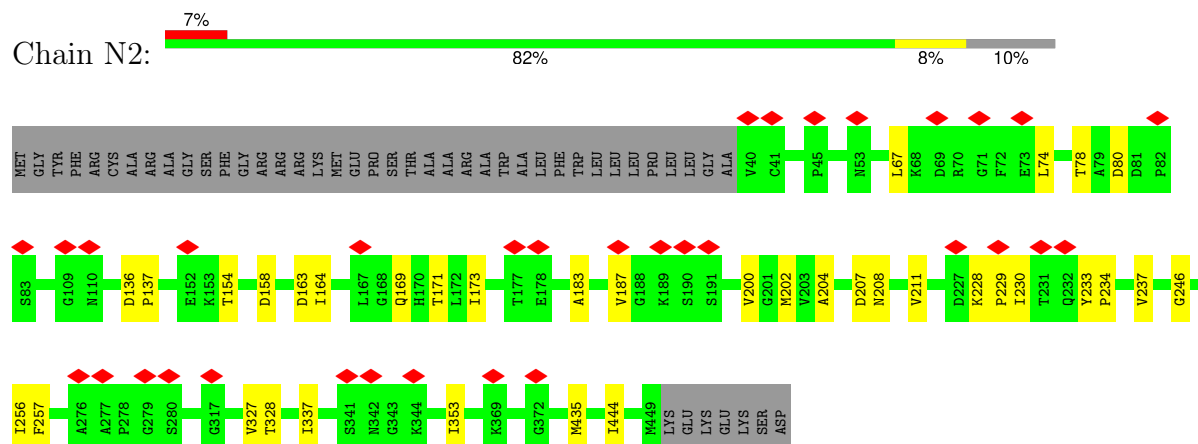 7%
Chain N2:
82% 8% 10%
MET GLY TYR PHE ARG CYS ALA ARG ALA GLY SER PHE GLY ARG ARG ARG LYS MET GLU PRO SER THR ALA ALA ARG ALA TRP ALA LEU PHE TRP LEU LEU LEU PRO LEU LEU GLY ALA V40 C41 P45 N53 L67 K68 D69 R70 G71 F72 E73 L74 T78 A79 D80 D81 P82
S83 G109 N110 D136 P137 E152 K153 T154 D158 D163 I164 L167 G168 Q169 H170 T171 L172 I173 T177 E178 A183 V187 G188 K189 S190 S191 V200 G201 M202 V203 A204 D207 N208 V211 D227 K228 P229 I230 T231 Q232 Y233 P234 V237 G246
I256 F257 A276 A277 P278 G279 S280 G317 V327 T328 I337 S341 N342 G343 K344 I353 K369 G372 M435 I444 M449 LYS GLU LYS GLU LYS SER ASP